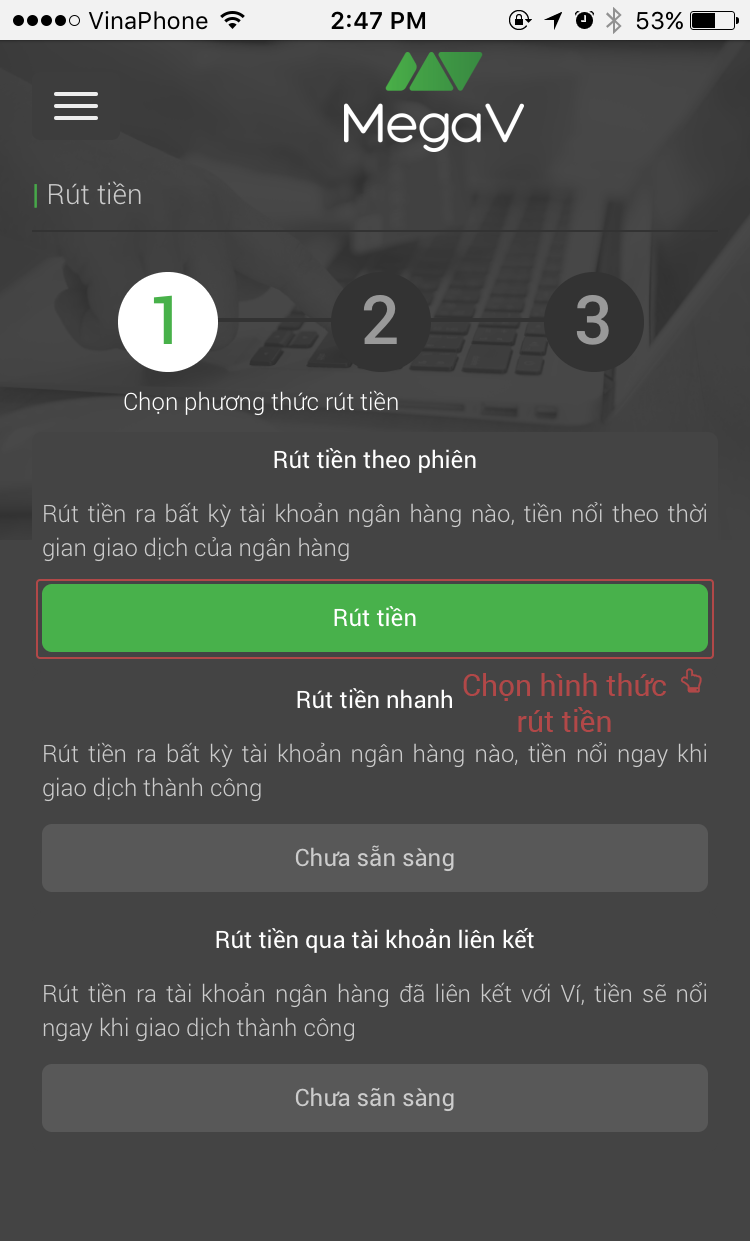 VinaPhone 2:47 PM 53%
MegaV
Rút tiền
1 2 3
Chọn phương thức rút tiền
Rút tiền theo phiên
Rút tiền ra bất kỳ tài khoản ngân hàng nào, tiền nổi theo thời
gian giao dịch của ngân hàng
Rút tiền
Chọn hình thức
rút tiền
Rút tiền nhanh
Rút tiền ra bất kỳ tài khoản ngân hàng nào, tiền nổi ngay khi
giao dịch thành công
Chưa sẵn sàng
Rút tiền qua tài khoản liên kết
Rút tiền ra tài khoản ngân hàng đã liên kết với Ví, tiền sẽ nổi
ngay khi giao dịch thành công
Chưa sãn sàng